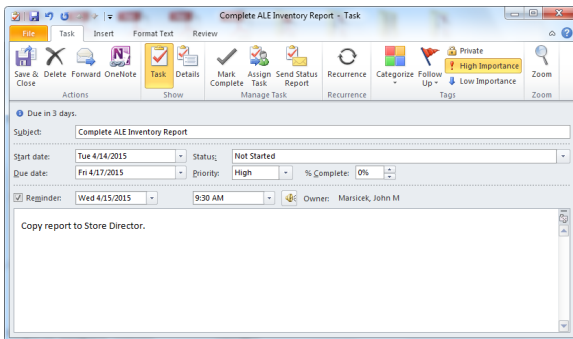 Complete ALE Inventory Report - Task
File Task Insert Format Text Review
Save & Close Delete Forward OneNote Task Details Mark Complete Assign Task Send Status Report Recurrence Categorize Follow Up Private High Importance Low Importance Zoom
Actions Show Manage Task Recurrence Tags Zoom
Due in 3 days.
Subject: Complete ALE Inventory Report
Start date: Tue 4/14/2015 Status: Not Started
Due date: Fri 4/17/2015 Priority: High % Complete: 0%
Reminder: Wed 4/15/2015 9:30 AM Owner: Marsicek, John M
Copy report to Store Director.